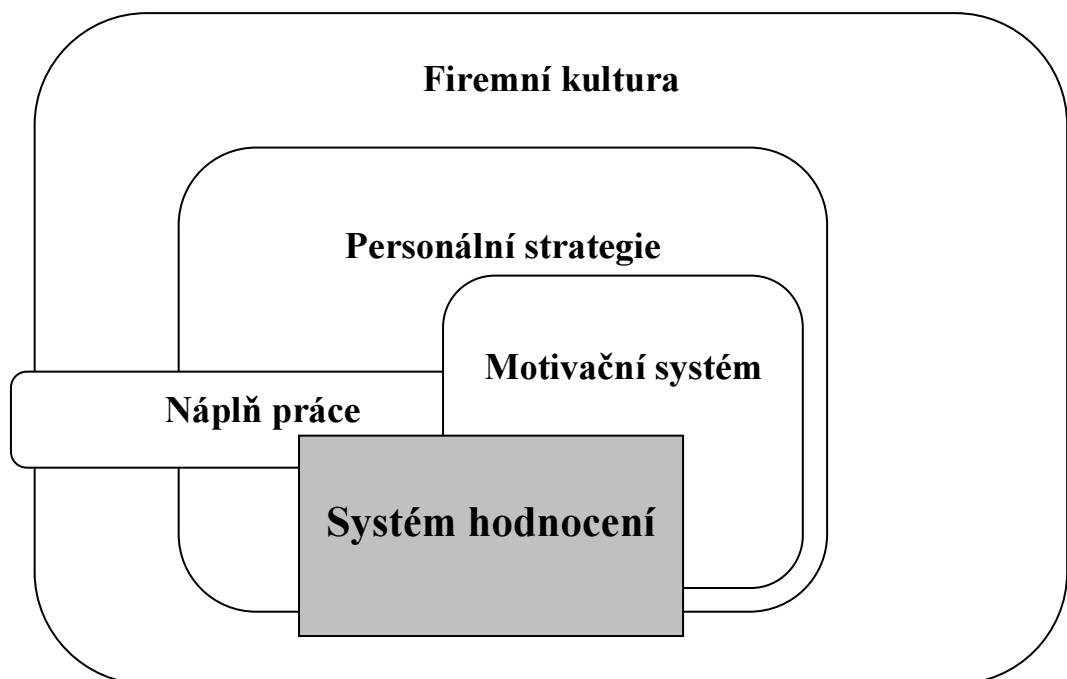 Firemní kultura
Personální strategie
Motivační systém
Náplň práce
Systém hodnocení